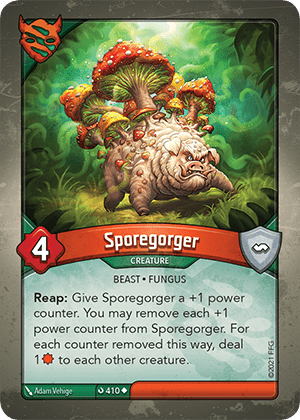 Sporegorger
4
CREATURE
BEAST • FUNGUS
Reap: Give Sporegorger a +1 power
counter. You may remove each +1
power counter from Sporegorger. For
each counter removed this way, deal
1 to each other creature.
©2021 FFG
Adam Vehige
410